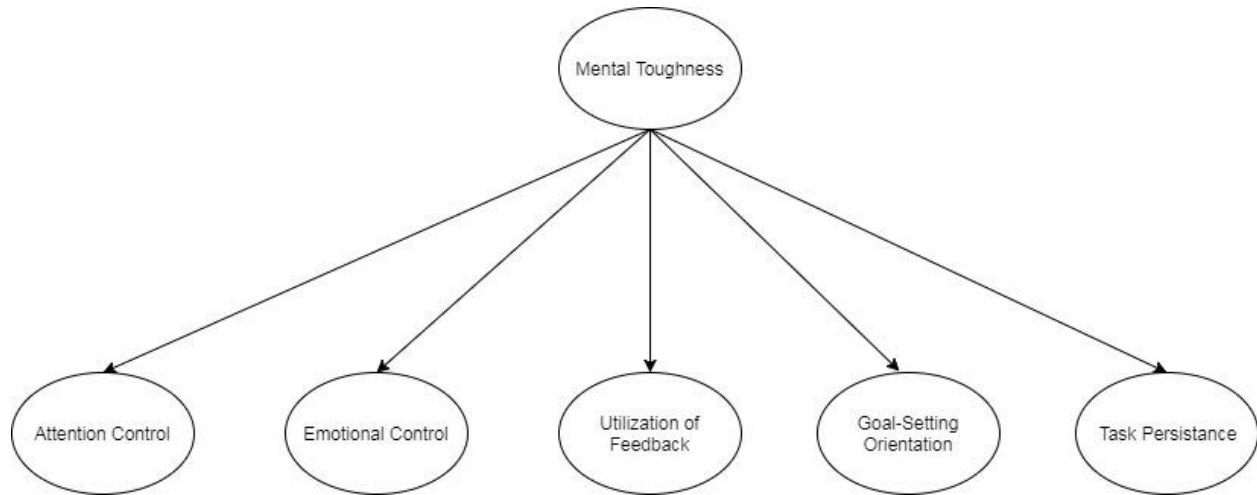 Mental Toughness
Attention Control
Emotional Control
Utilization of
Feedback
Goal-Setting
Orientation
Task Persistance